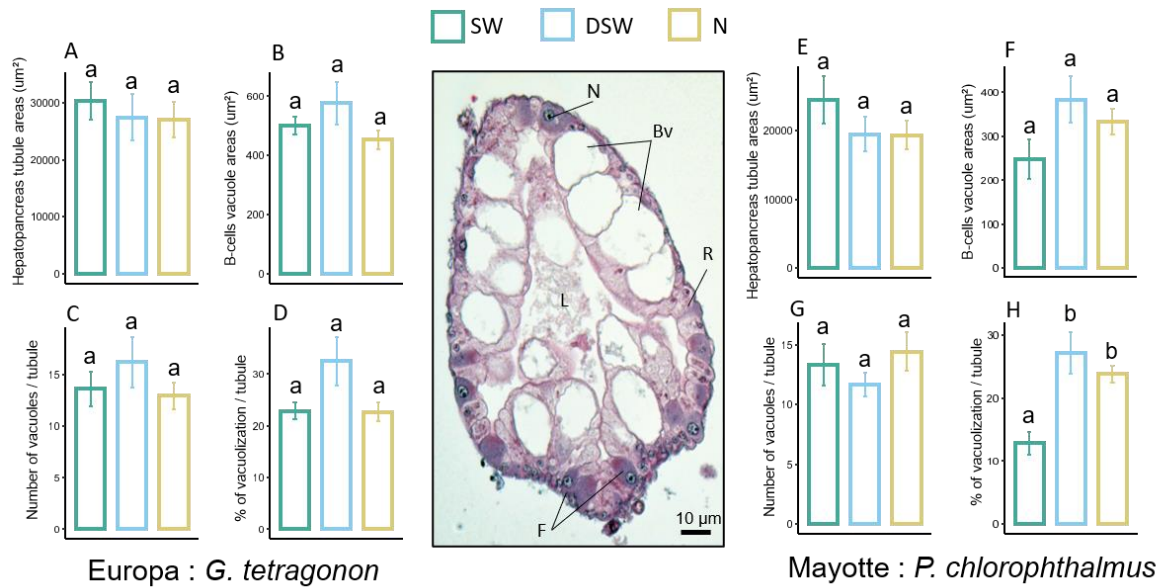 SW DSW N
A
Hepatopancreas tubule areas (um²)
30000
20000
10000
0
a a a
B
B-cells vacuole areas (um²)
600
400
200
0
a a a
C
Number of vacuoles / tubule
15
10
5
0
a a a
D
% of vacuolization / tubule
30
20
10
0
a a a
Europa : G. tetragonon
N
Bv
R
L
F
10 µm
E
Hepatopancreas tubule areas (um²)
20000
10000
0
a a a
F
B-cells vacuole areas (um²)
400
300
200
100
0
a a a
G
Number of vacuoles / tubule
15
10
5
0
a a a
H
% of vacuolization / tubule
30
20
10
0
a b b
Mayotte : P. chlorophthalmus